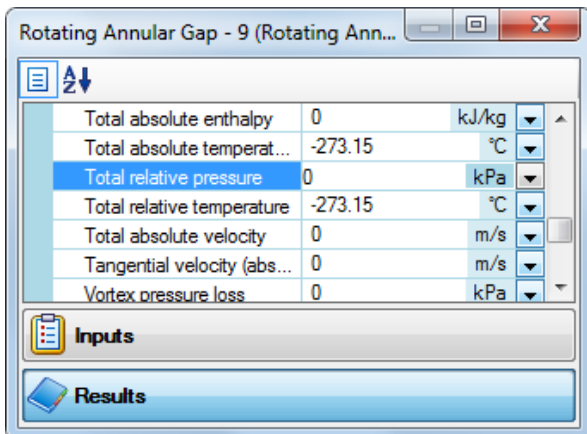 Rotating Annular Gap - 9 (Rotating Ann...
Total absolute enthalpy 0 kJ/kg
Total absolute temperat... -273.15 °C
Total relative pressure 0 kPa
Total relative temperature -273.15 °C
Total absolute velocity 0 m/s
Tangential velocity (abs... 0 m/s
Vortex pressure loss 0 kPa
Inputs
Results